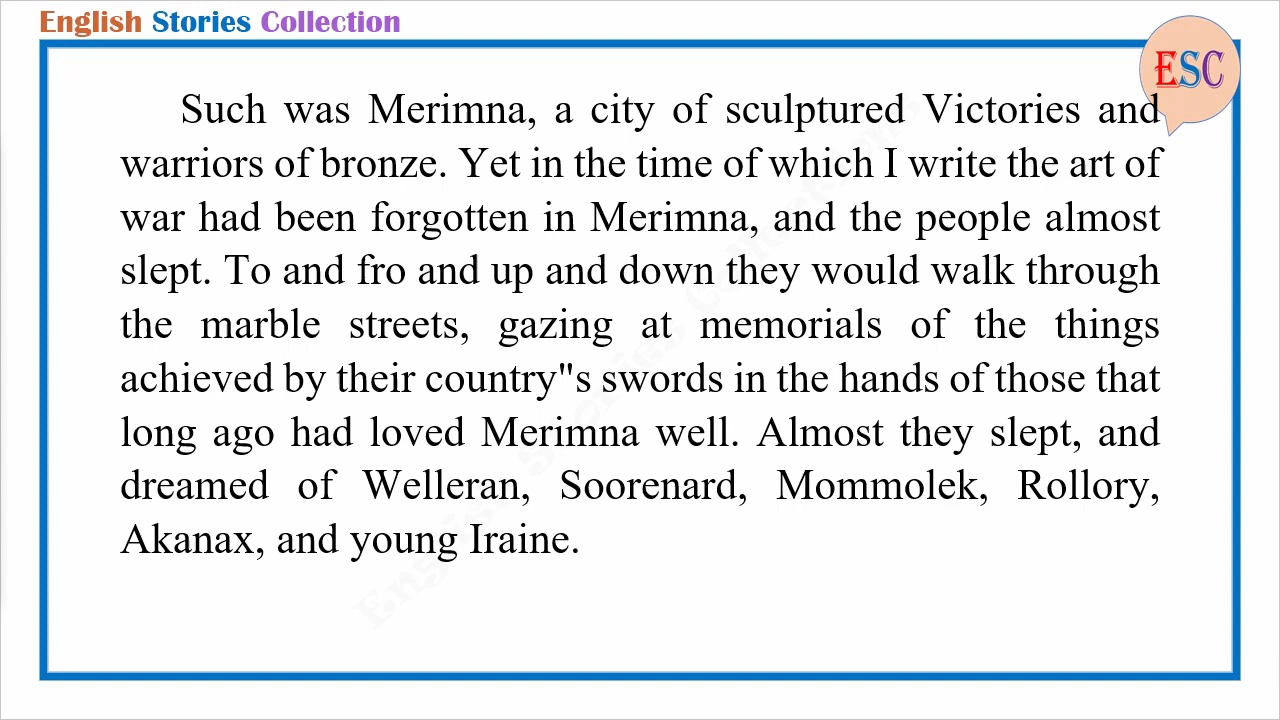 English Stories Collection
ESC
Such was Merimna, a city of sculptured Victories and
warriors of bronze. Yet in the time of which I write the art of
war had been forgotten in Merimna, and the people almost
slept. To and fro and up and down they would walk through
the marble streets, gazing at memorials of the things
achieved by their country"s swords in the hands of those that
long ago had loved Merimna well. Almost they slept, and
dreamed of Welleran, Soorenard, Mommolek, Rollory,
Akanax, and young Iraine.
English Stories Collections